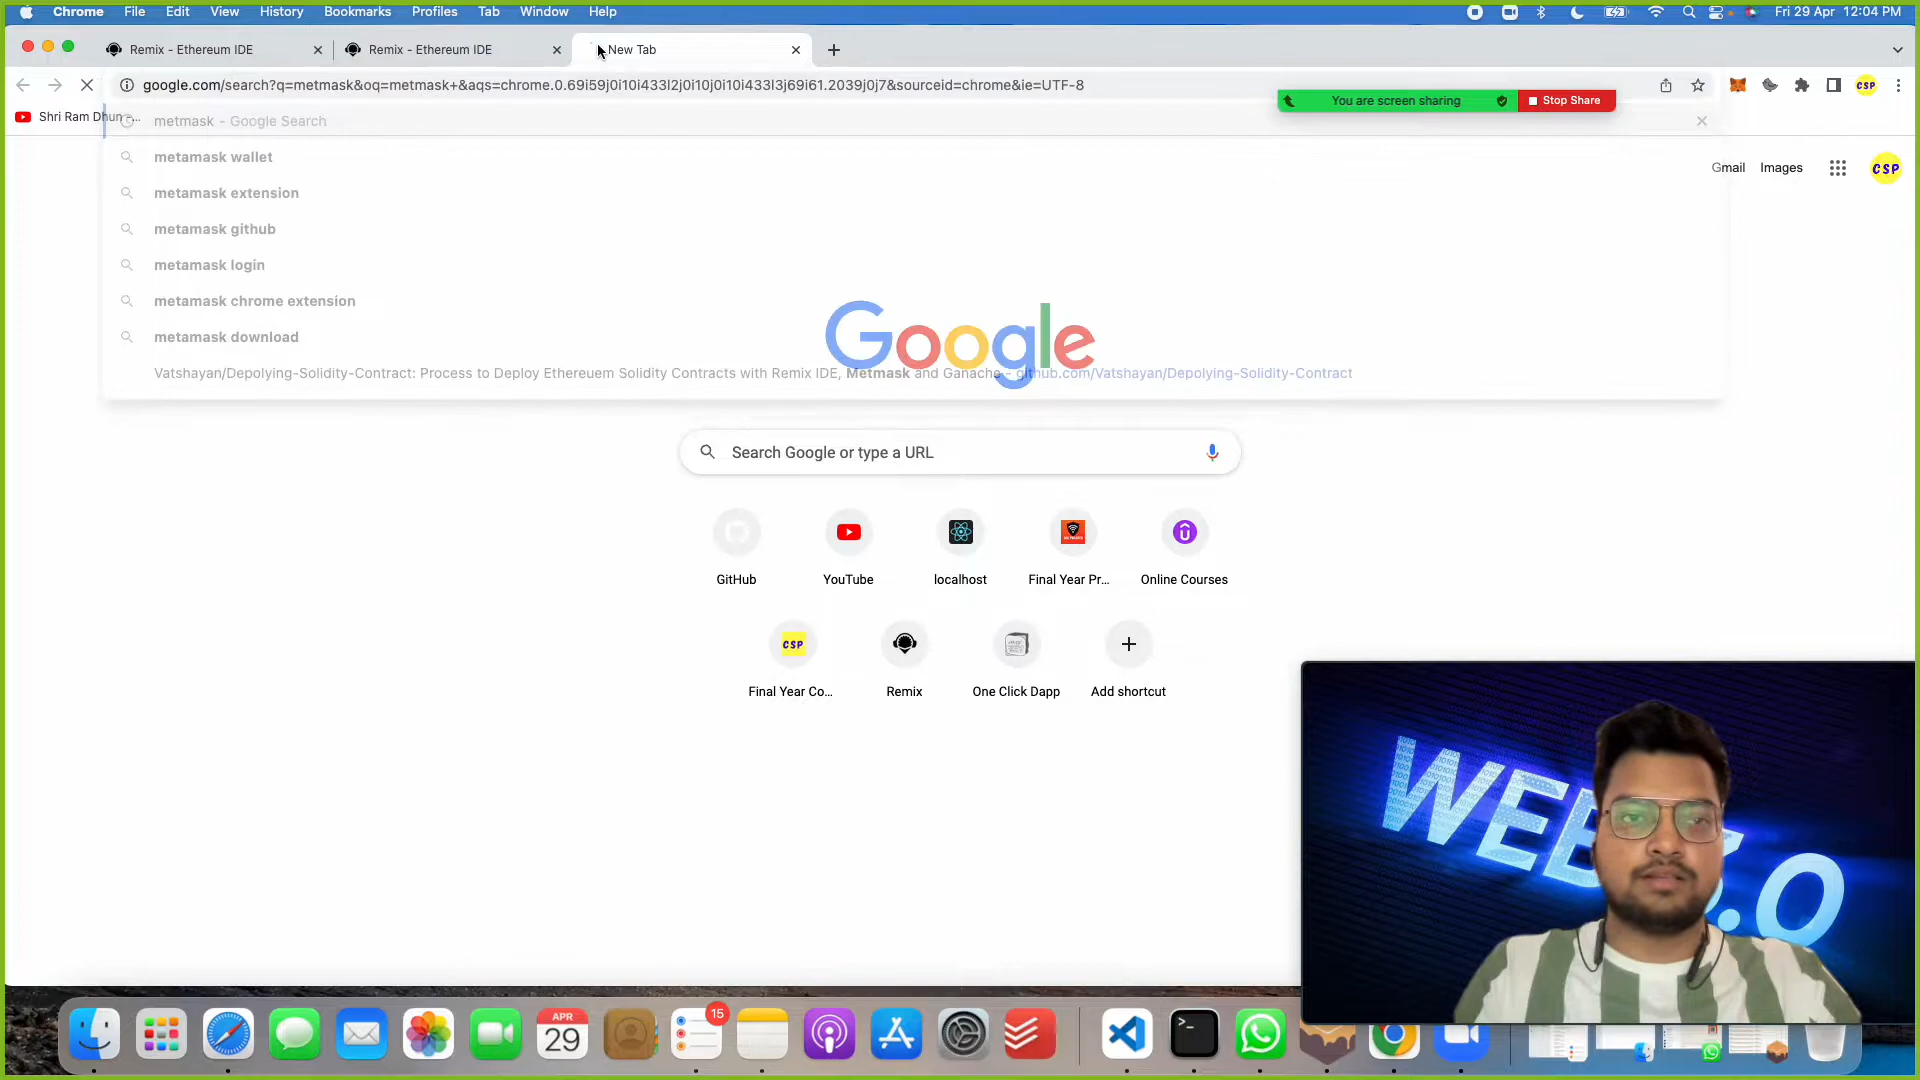 Chrome File Edit View History Bookmarks Profiles Tab Window Help Fri 29 Apr 12:04 PM
Remix - Ethereum IDE Remix - Ethereum IDE New Tab
google.com/search?q=metmask&oq=metmask+&aqs=chrome.0.69i59j0i10i433l2j0i10j0i10i433l3j69i61.2039j0j7&sourceid=chrome&ie=UTF-8
CSP
You are screen sharing Stop Share
Shri Ram Dhun -...
metmask - Google Search
metamask wallet
Gmail Images
CSP
metamask extension
metamask github
metamask login
metamask chrome extension
metamask download
Google
Vatshayan/Depolying-Solidity-Contract: Process to Deploy Ethereuem Solidity Contracts with Remix IDE, Metmask and Ganache - github.com/Vatshayan/Depolying-Solidity-Contract
Search Google or type a URL
GitHub YouTube localhost Final Year Pr... Online Courses
CSP
Final Year Co... Remix One Click Dapp Add shortcut
WEB 3.0
APR
29
15